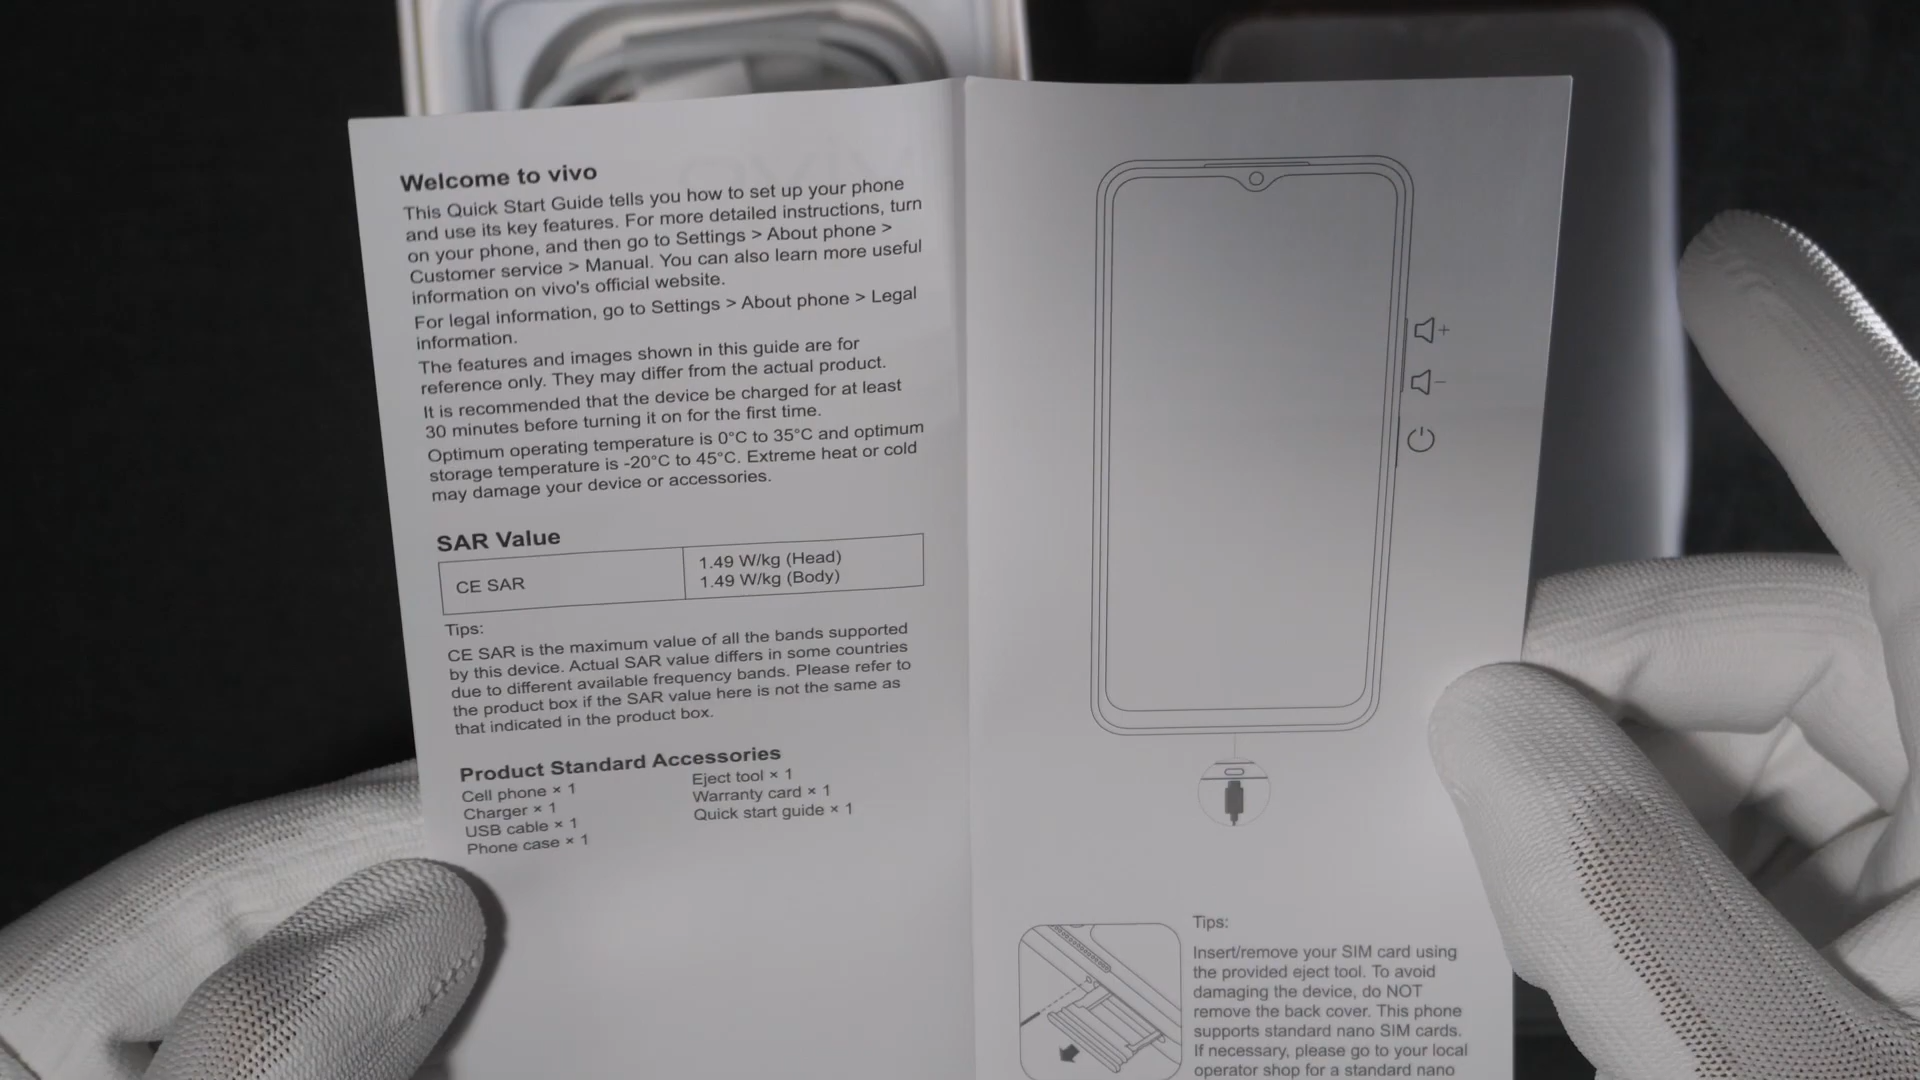 Welcome to vivo
This Quick Start Guide tells you how to set up your phone
and use its key features. For more detailed instructions, turn
on your phone, and then go to Settings > About phone >
Customer service > Manual. You can also learn more useful
information on vivo's official website.
For legal information, go to Settings > About phone > Legal
information.
The features and images shown in this guide are for
reference only. They may differ from the actual product.
It is recommended that the device be charged for at least
30 minutes before turning it on for the first time.
Optimum operating temperature is 0°C to 35°C and optimum
storage temperature is -20°C to 45°C. Extreme heat or cold
may damage your device or accessories.
SAR Value
CE SAR
1.49 W/kg (Head)
1.49 W/kg (Body)
Tips:
CE SAR is the maximum value of all the bands supported
by this device. Actual SAR value differs in some countries
due to different available frequency bands. Please refer to
the product box if the SAR value here is not the same as
that indicated in the product box.
Product Standard Accessories
Cell phone × 1
Charger × 1
USB cable × 1
Phone case × 1
Eject tool × 1
Warranty card × 1
Quick start guide × 1
Tips:
Insert/remove your SIM card using
the provided eject tool. To avoid
damaging the device, do NOT
remove the back cover. This phone
supports standard nano SIM cards.
If necessary, please go to your local
operator shop for a standard nano